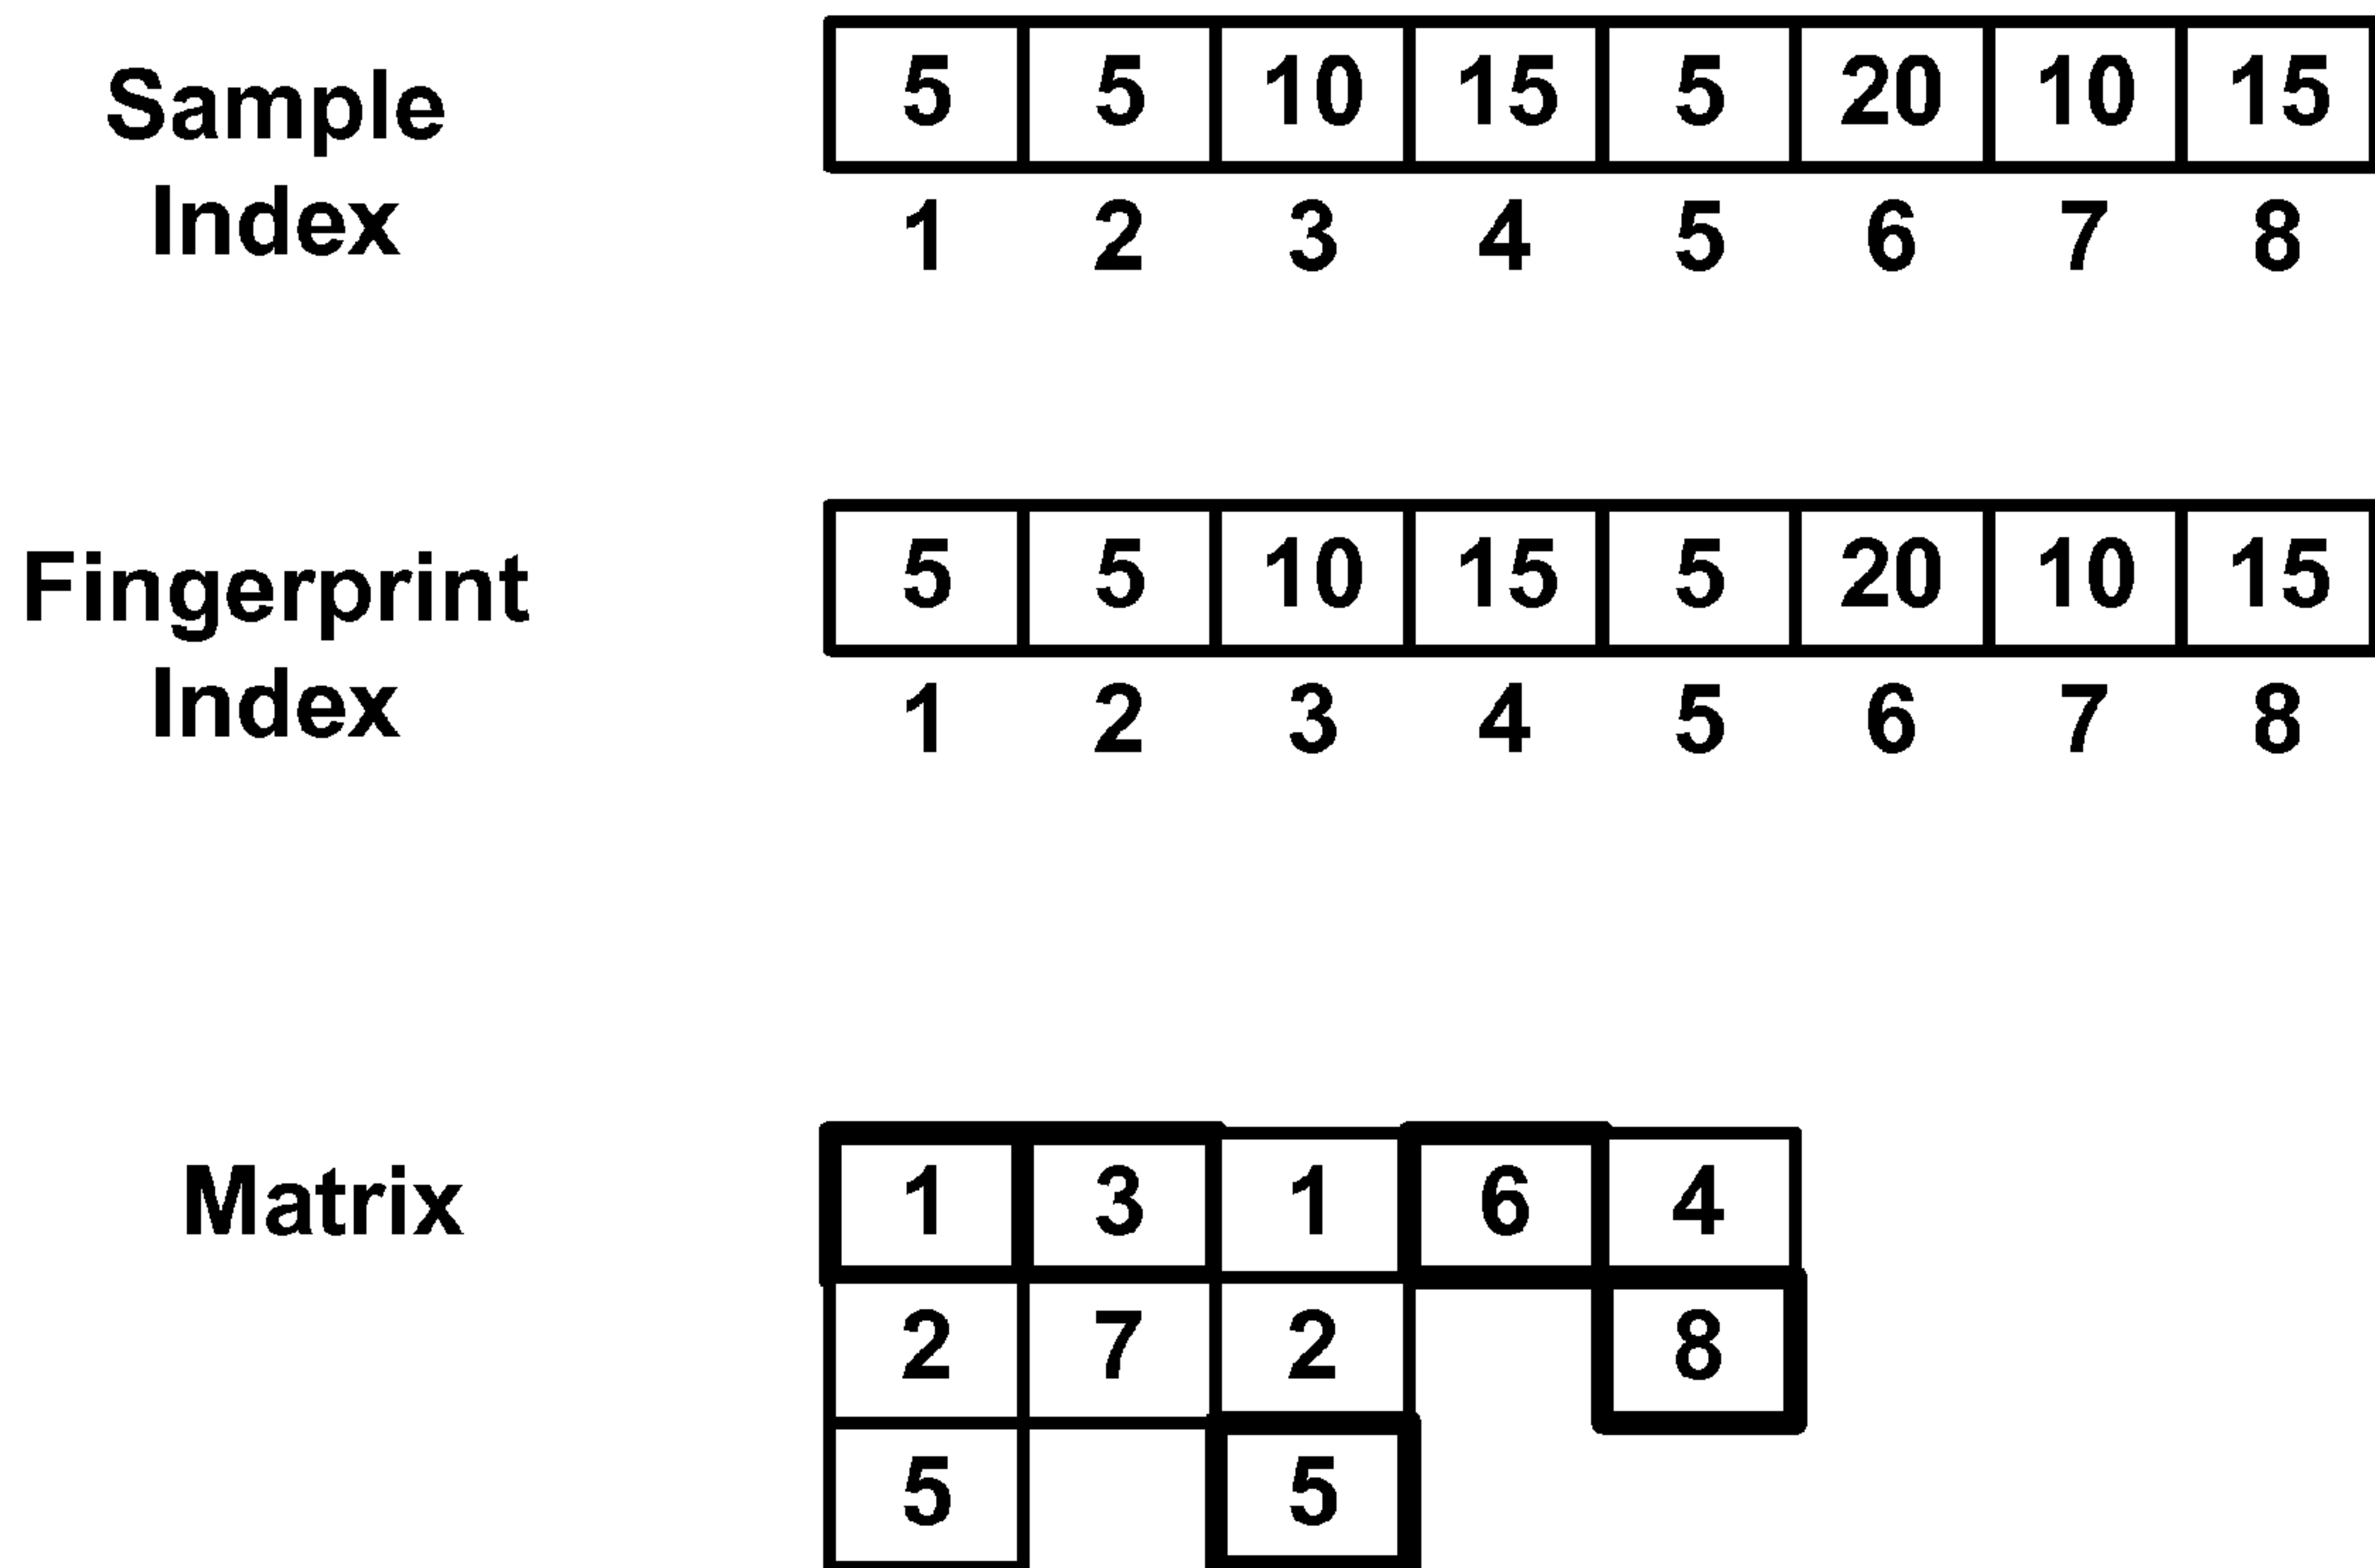 Sample 5 5 10 15 5 20 10 15
Index 1 2 3 4 5 6 7 8
Fingerprint 5 5 10 15 5 20 10 15
Index 1 2 3 4 5 6 7 8
Matrix 1 3 1 6 4
2 7 2 8
5 5